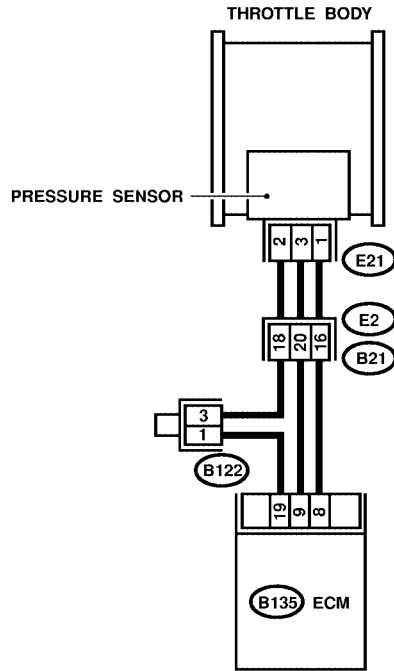 THROTTLE BODY
PRESSURE SENSOR
2 3 1
E21
E2
18 20 16
B21
3
1
B122
19 9 8
B135 ECM